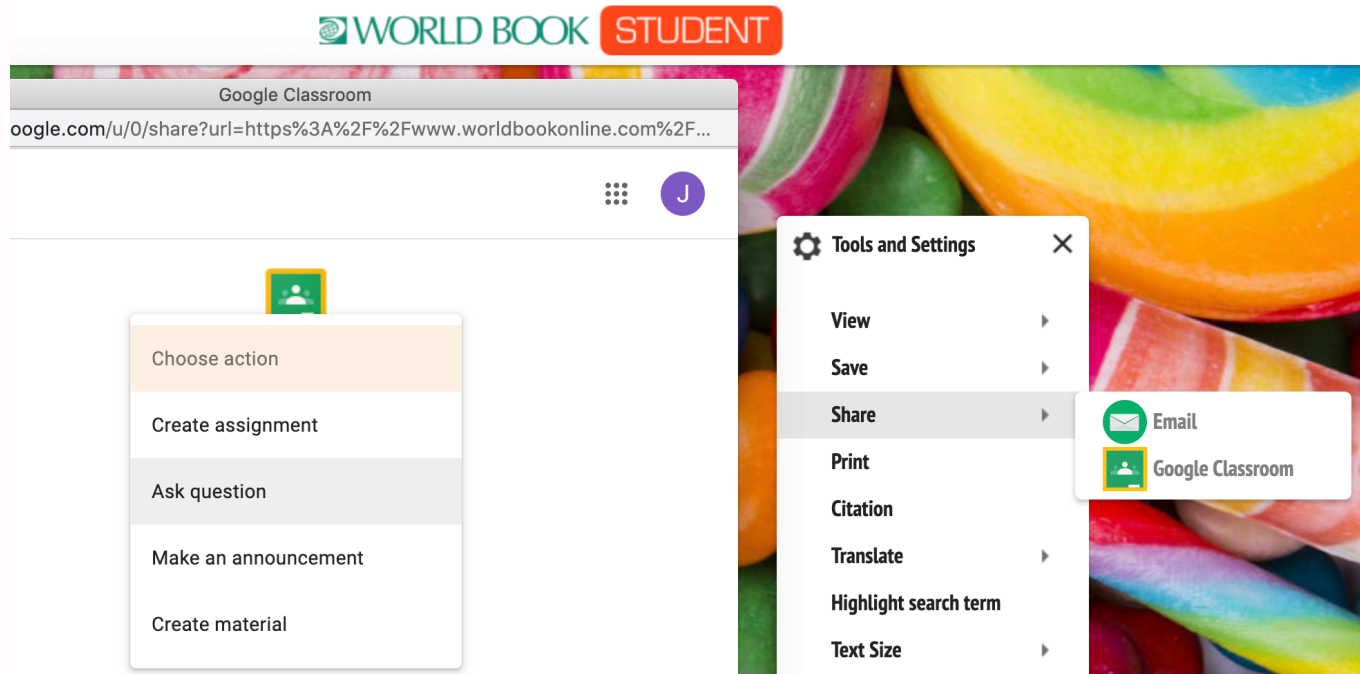 WORLD BOOK STUDENT
Google Classroom
oogle.com/u/0/share?url=https%3A%2F%2Fwww.worldbookonline.com%2F...
J
Choose action
Create assignment
Ask question
Make an announcement
Create material
Tools and Settings
View
Save
Share
Print
Citation
Translate
Highlight search term
Text Size
Email
Google Classroom